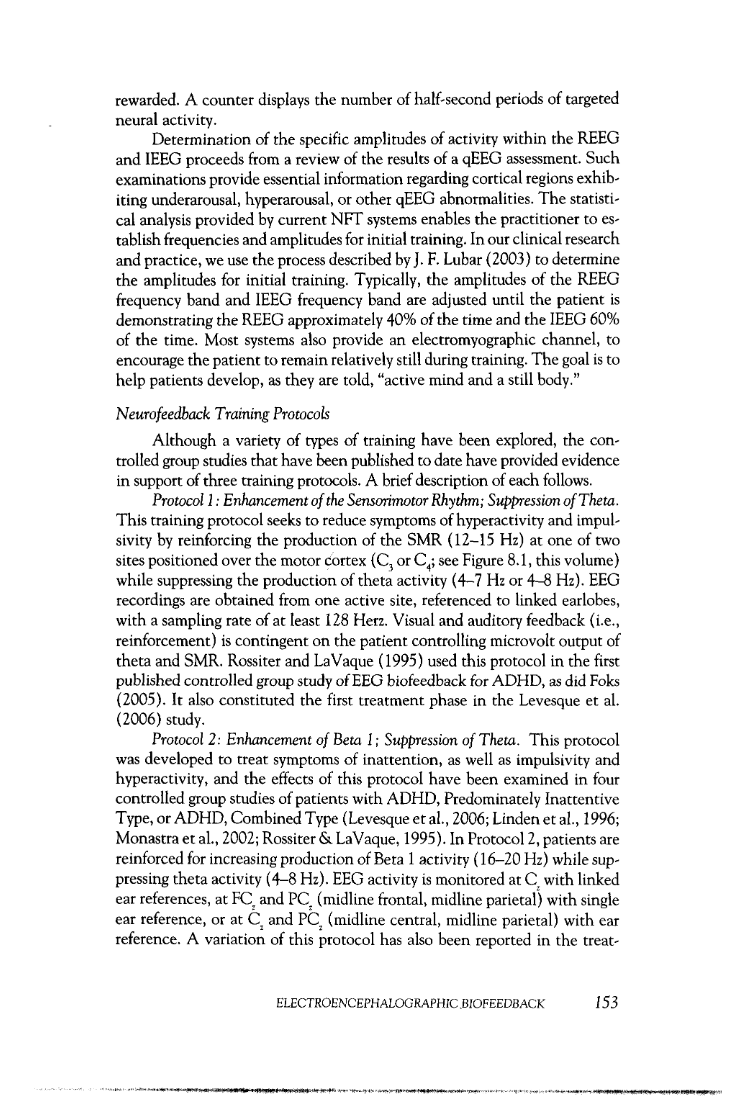 rewarded. A counter displays the number of half-second periods of targeted
neural activity.
Determination of the specific amplitudes of activity within the REEG
and IEEG proceeds from a review of the results of a qEEG assessment. Such
examinations provide essential information regarding cortical regions exhib-
iting underarousal, hyperarousal, or other qEEG abnormalities. The statisti-
cal analysis provided by current NFT systems enables the practitioner to es-
tablish frequencies and amplitudes for initial training. In our clinical research
and practice, we use the process described by J. F. Lubar (2003) to determine
the amplitudes for initial training. Typically, the amplitudes of the REEG
frequency band and IEEG frequency band are adjusted until the patient is
demonstrating the REEG approximately 40% of the time and the IEEG 60%
of the time. Most systems also provide an electromyographic channel, to
encourage the patient to remain relatively still during training. The goal is to
help patients develop, as they are told, “active mind and a still body.”
Neurofeedback Training Protocols
Although a variety of types of training have been explored, the con-
trolled group studies that have been published to date have provided evidence
in support of three training protocols. A brief description of each follows.
Protocol 1: Enhancement of the Sensorimotor Rhythm; Suppression of Theta.
This training protocol seeks to reduce symptoms of hyperactivity and impul-
sivity by reinforcing the production of the SMR (12–15 Hz) at one of two
sites positioned over the motor cortex (C3 or C4; see Figure 8.1, this volume)
while suppressing the production of theta activity (4–7 Hz or 4–8 Hz). EEG
recordings are obtained from one active site, referenced to linked earlobes,
with a sampling rate of at least 128 Herz. Visual and auditory feedback (i.e.,
reinforcement) is contingent on the patient controlling microvolt output of
theta and SMR. Rossiter and LaVaque (1995) used this protocol in the first
published controlled group study of EEG biofeedback for ADHD, as did Foks
(2005). It also constituted the first treatment phase in the Levesque et al.
(2006) study.
Protocol 2: Enhancement of Beta 1; Suppression of Theta. This protocol
was developed to treat symptoms of inattention, as well as impulsivity and
hyperactivity, and the effects of this protocol have been examined in four
controlled group studies of patients with ADHD, Predominately Inattentive
Type, or ADHD, Combined Type (Levesque et al., 2006; Linden et al., 1996;
Monastra et al., 2002; Rossiter & LaVaque, 1995). In Protocol 2, patients are
reinforced for increasing production of Beta 1 activity (16–20 Hz) while sup-
pressing theta activity (4–8 Hz). EEG activity is monitored at Cz with linked
ear references, at FCz and PCz (midline frontal, midline parietal) with single
ear reference, or at Cz and PCz (midline central, midline parietal) with ear
reference. A variation of this protocol has also been reported in the treat-
ELECTROENCEPHALOGRAPHIC BIOFEEDBACK 153